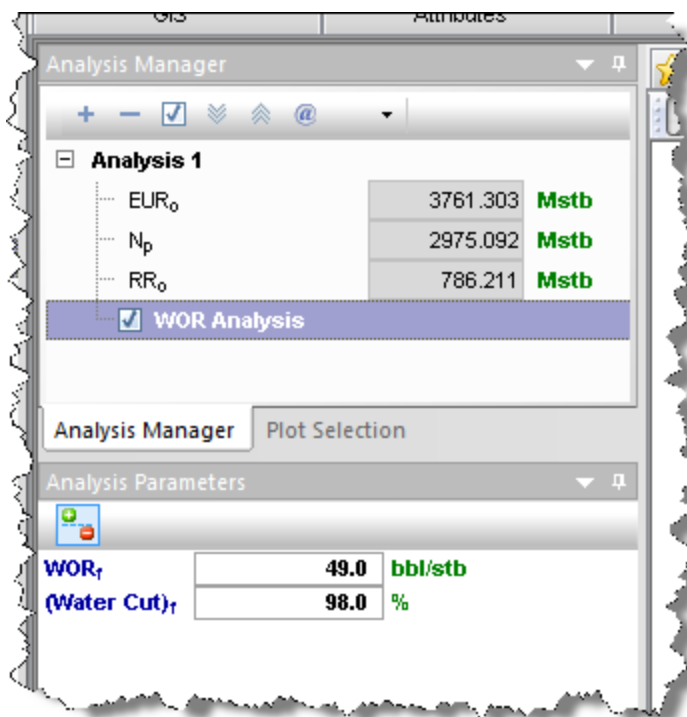 GIS Attributes
Analysis Manager
@
Analysis 1
EURo 3761.303 Mstb
Np 2975.092 Mstb
RRo 786.211 Mstb
WOR Analysis
Analysis Manager Plot Selection
Analysis Parameters
WORf 49.0 bbl/stb
(Water Cut)f 98.0 %